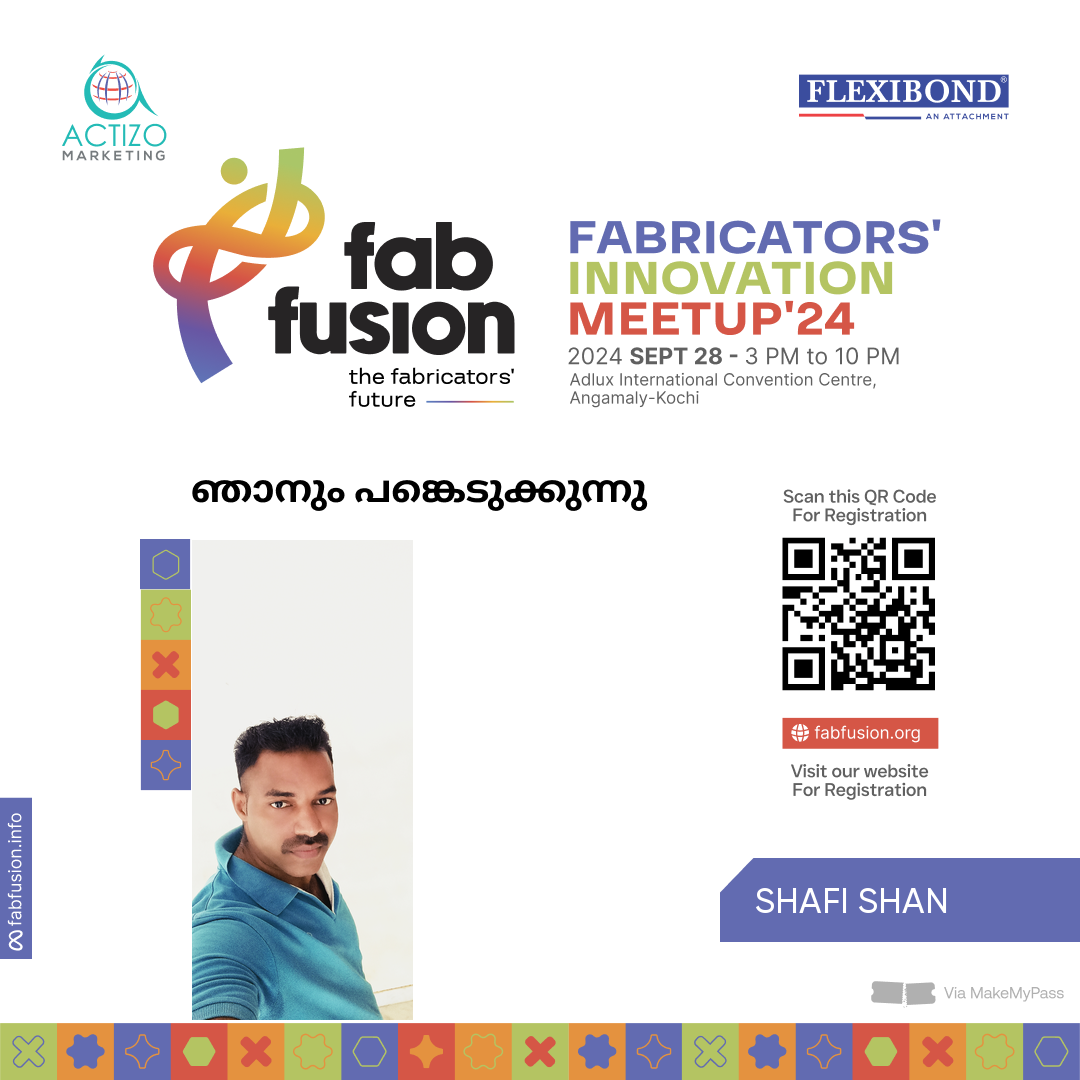 ACTIZO
MARKETING
FLEXIBOND®
AN ATTACHMENT
fab
fusion
the fabricators'
future
FABRICATORS'
INNOVATION
MEETUP'24
2024 SEPT 28 - 3 PM to 10 PM
Adlux International Convention Centre,
Angamaly-Kochi
ഞാനും പങ്കെടുക്കുന്നു
Scan this QR Code
For Registration
fabfusion.org
Visit our website
For Registration
fabfusion.info
SHAFI SHAN
Via MakeMyPass